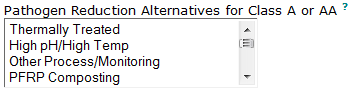 Pathogen Reduction Alternatives for Class A or AA ?
Thermally Treated
High pH/High Temp
Other Process/Monitoring
PFRP Composting